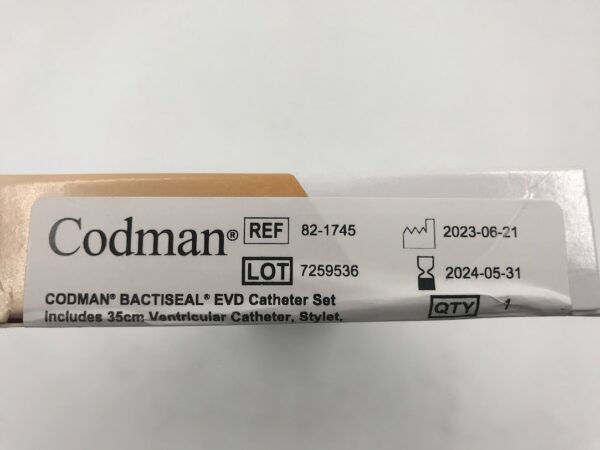 Codman® REF 82-1745 2023-06-21
LOT 7259536 2024-05-31
CODMAN® BACTISEAL® EVD Catheter Set
Includes 35cm Ventricular Catheter, Stylet,
QTY 1